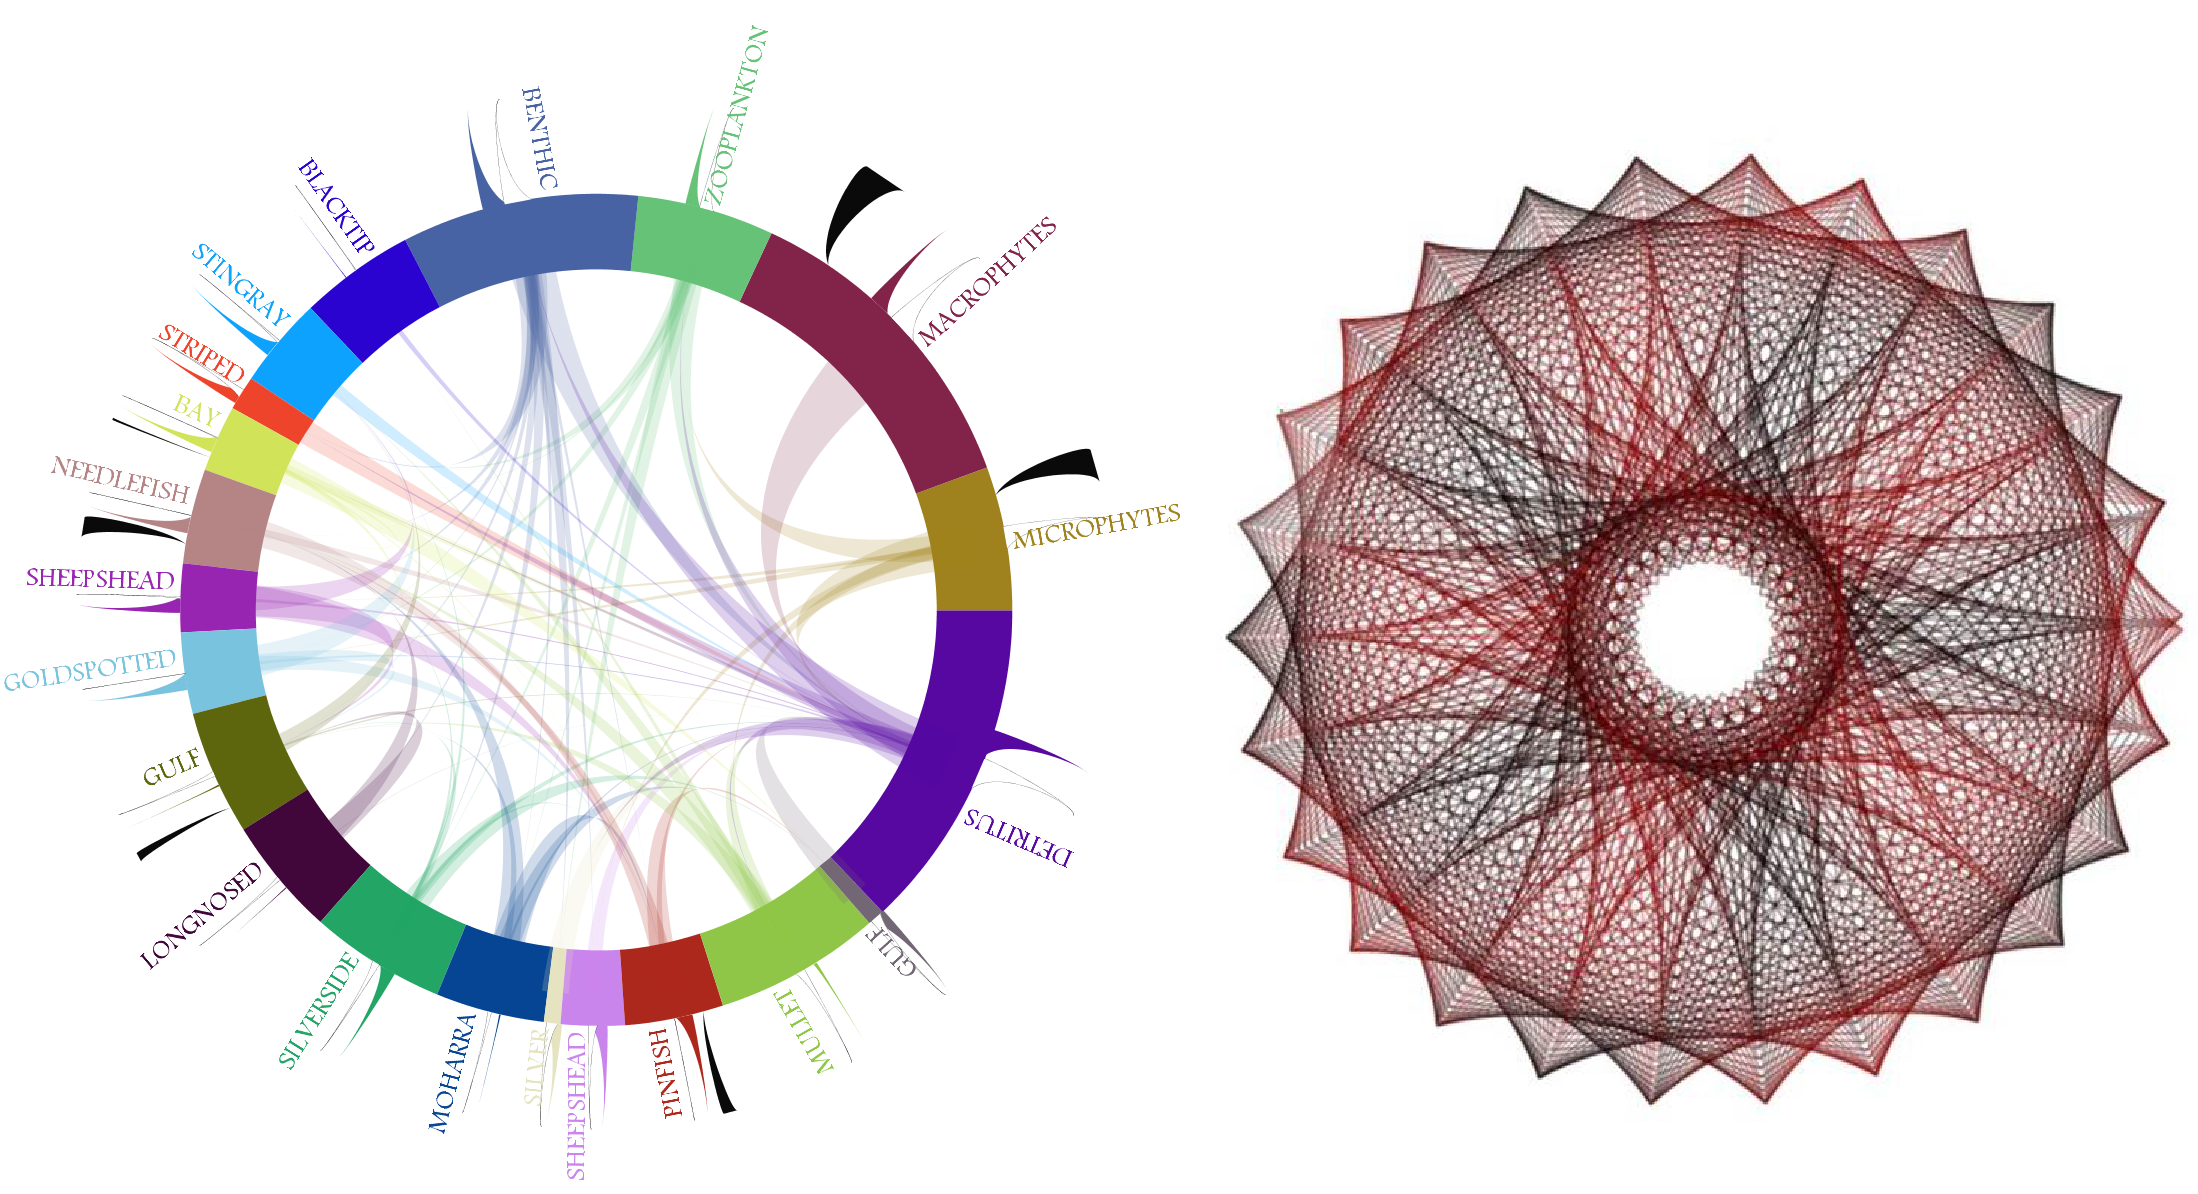 BENTHIC
ZOOPLANKTON
MACROPHYTES
MICROPHYTES
DETRITUS
GULF
MULLET
PINFISH
SHEEPSHEAD
SILVER
MOHARRA
SILVERSIDE
LONGNOSED
GULF
GOLDSPOTTED
SHEEPSHEAD
NEEDLEFISH
BAY
STRIPED
STINGRAY
BLACKTIP